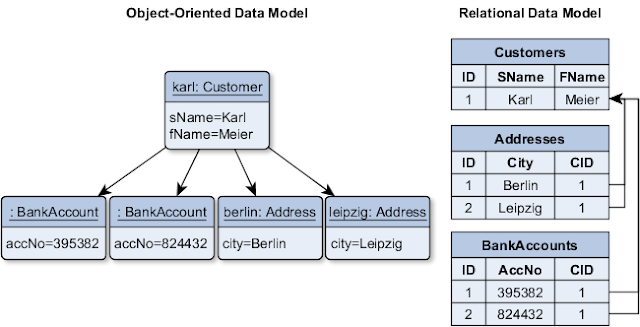 Object-Oriented Data Model
karl: Customer
sName=Karl
fName=Meier
: BankAccount
accNo=395382
: BankAccount
accNo=824432
berlin: Address
city=Berlin
leipzig: Address
city=Leipzig
Relational Data Model
Customers
ID SName FName
1 Karl Meier
Addresses
ID City CID
1 Berlin 1
2 Leipzig 1
BankAccounts
ID AccNo CID
1 395382 1
2 824432 1